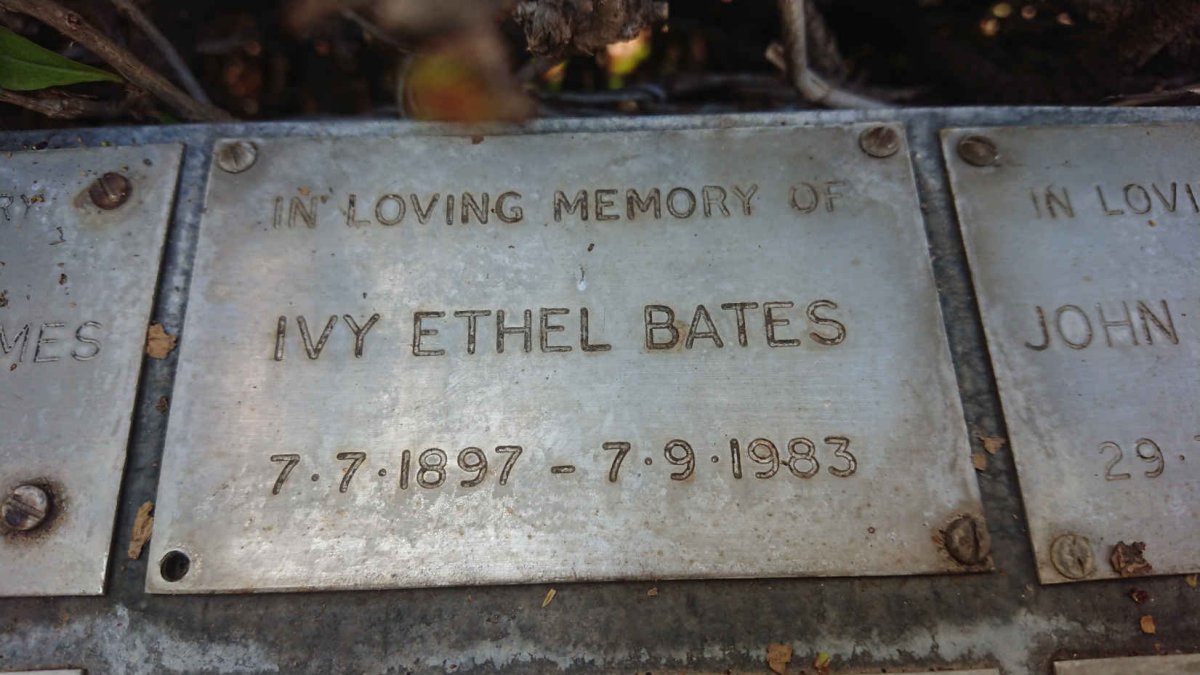 IN LOVING MEMORY OF
IVY ETHEL BATES
7·7·1897 – 7·9·1983
IN
JOHN
29·